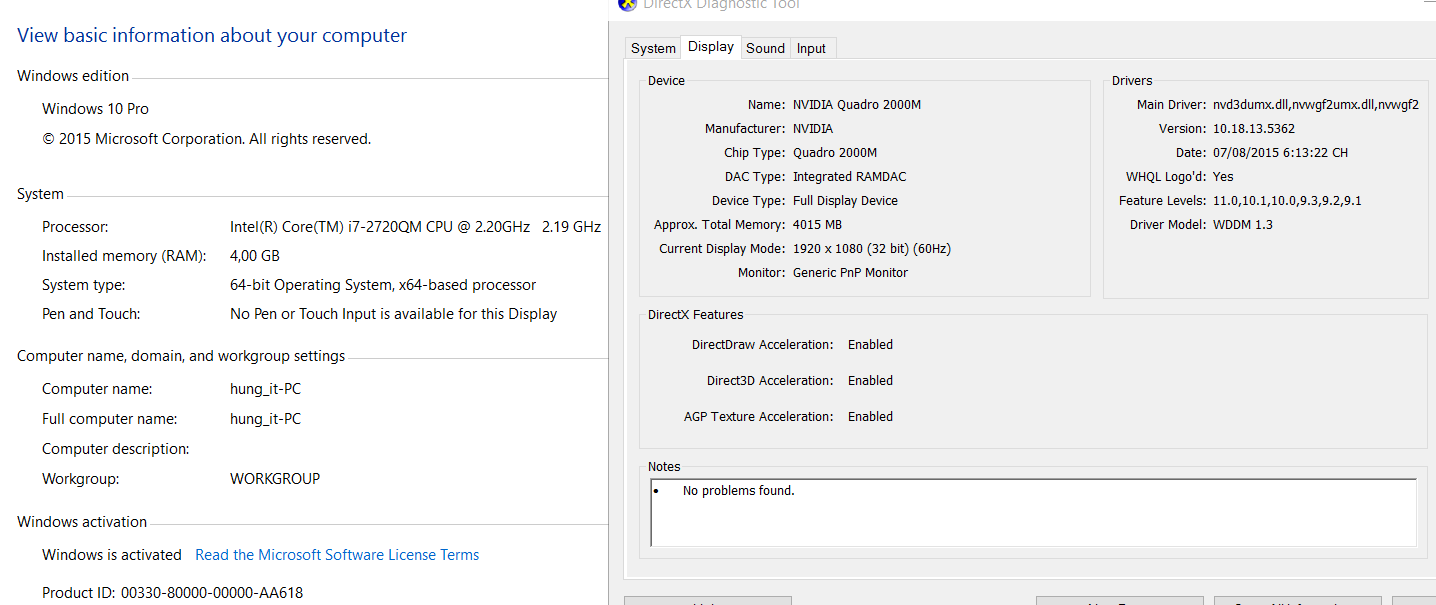 View basic information about your computer
Windows edition
Windows 10 Pro
© 2015 Microsoft Corporation. All rights reserved.
System
Processor: Intel(R) Core(TM) i7-2720QM CPU @ 2.20GHz 2.19 GHz
Installed memory (RAM): 4,00 GB
System type: 64-bit Operating System, x64-based processor
Pen and Touch: No Pen or Touch Input is available for this Display
Computer name, domain, and workgroup settings
Computer name: hung_it-PC
Full computer name: hung_it-PC
Computer description:
Workgroup: WORKGROUP
Windows activation
Windows is activated Read the Microsoft Software License Terms
Product ID: 00330-80000-00000-AA618
DirectX Diagnostic Tool
System Display Sound Input
Device
Name: NVIDIA Quadro 2000M
Manufacturer: NVIDIA
Chip Type: Quadro 2000M
DAC Type: Integrated RAMDAC
Device Type: Full Display Device
Approx. Total Memory: 4015 MB
Current Display Mode: 1920 x 1080 (32 bit) (60Hz)
Monitor: Generic PnP Monitor
Drivers
Main Driver: nvd3dumx.dll,nvwgf2umx.dll,nvwgf2
Version: 10.18.13.5362
Date: 07/08/2015 6:13:22 CH
WHQL Logo'd: Yes
Feature Levels: 11.0,10.1,10.0,9.3,9.2,9.1
Driver Model: WDDM 1.3
DirectX Features
DirectDraw Acceleration: Enabled
Direct3D Acceleration: Enabled
AGP Texture Acceleration: Enabled
Notes
• No problems found.